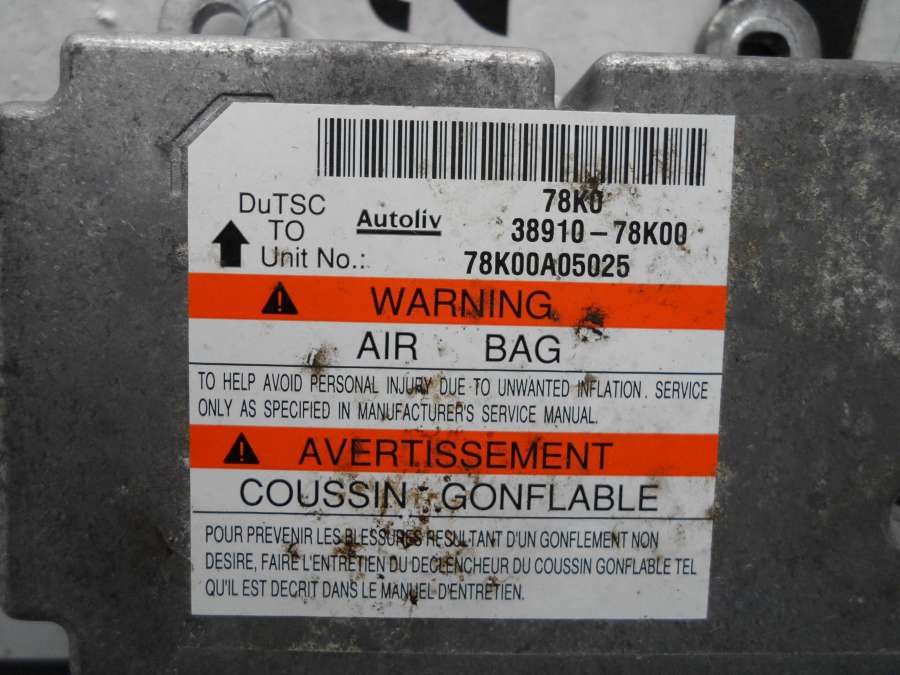 78K0
DuTSC
TO
Autoliv
38910-78K00
Unit No.:
78K00A05025
WARNING
AIR BAG
TO HELP AVOID PERSONAL INJURY DUE TO UNWANTED INFLATION. SERVICE
ONLY AS SPECIFIED IN MANUFACTURER'S SERVICE MANUAL.
AVERTISSEMENT
COUSSIN GONFLABLE
POUR PREVENIR LES BLESSURES RESULTANT D'UN GONFLEMENT NON
DESIRE, FAIRE L'ENTRETIEN DU DECLENCHEUR DU COUSSIN GONFLABLE TEL
QU'IL EST DECRIT DANS LE MANUEL D'ENTRETIEN.